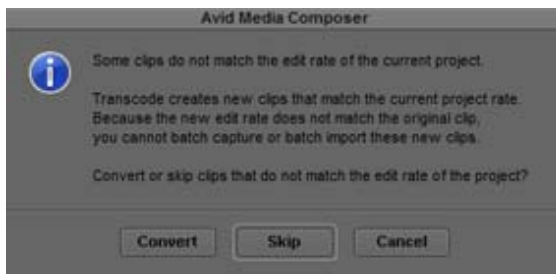 Avid Media Composer
Some clips do not match the edit rate of the current project.
Transcode creates new clips that match the current project rate.
Because the new edit rate does not match the original clip,
you cannot batch capture or batch import these new clips.
Convert or skip clips that do not match the edit rate of the project?
Convert
Skip
Cancel